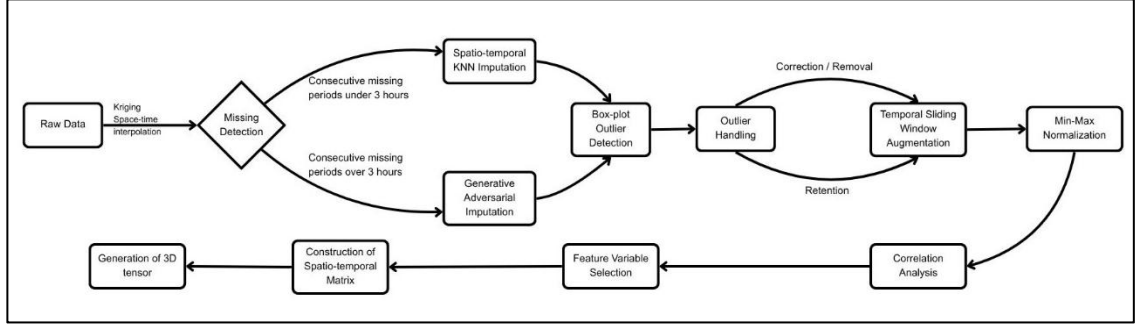 Raw Data
Kriging
Space-time
interpolation
Missing
Detection
Consecutive missing
periods under 3 hours
Consecutive missing
periods over 3 hours
Spatio-temporal
KNN Imputation
Generative
Adversarial
Imputation
Box-plot
Outlier
Detection
Outlier
Handling
Correction / Removal
Retention
Temporal Sliding
Window
Augmentation
Min-Max
Normalization
Correlation
Analysis
Feature Variable
Selection
Construction of
Spatio-temporal
Matrix
Generation of 3D
tensor